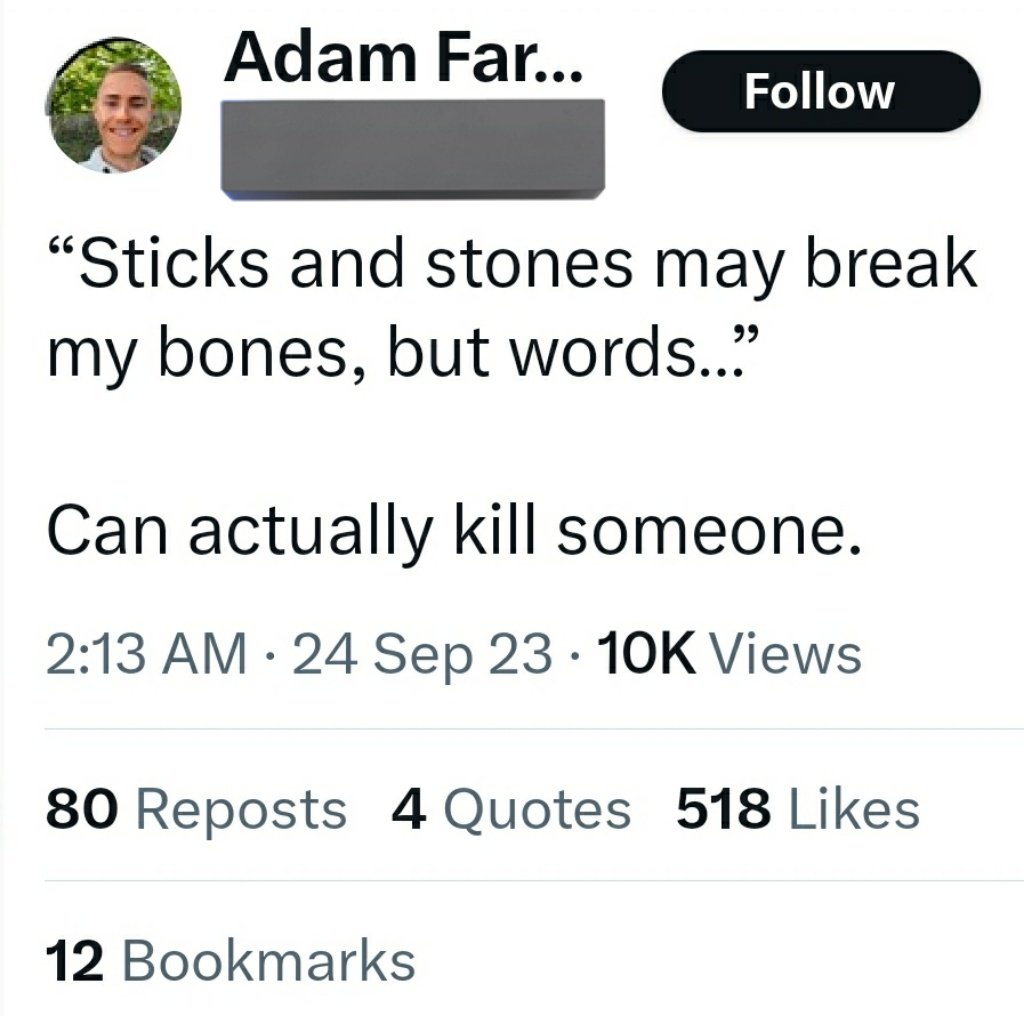 Adam Far...
Follow
“Sticks and stones may break
my bones, but words...”
Can actually kill someone.
2:13 AM · 24 Sep 23 · 10K Views
80 Reposts 4 Quotes 518 Likes
12 Bookmarks